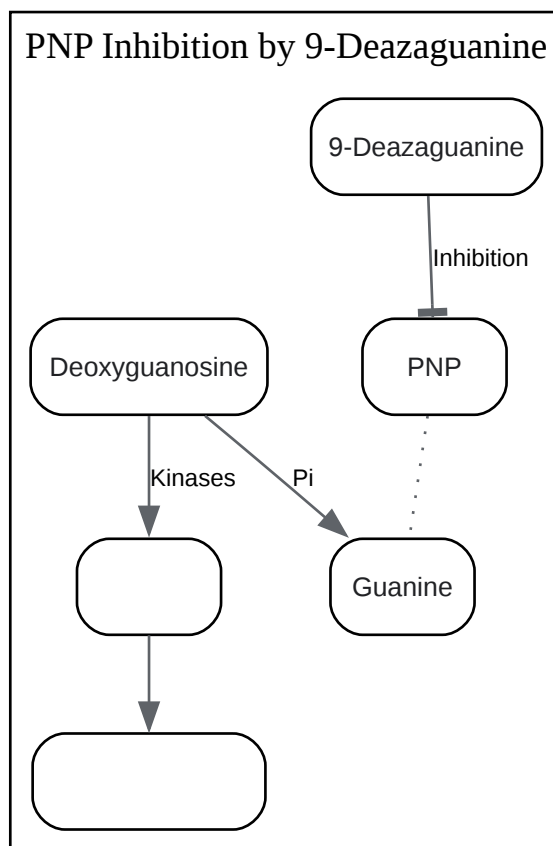 PNP Inhibition by 9-Deazaguanine
9-Deazaguanine
Inhibition
Deoxyguanosine
PNP
Kinases
Pi
Guanine